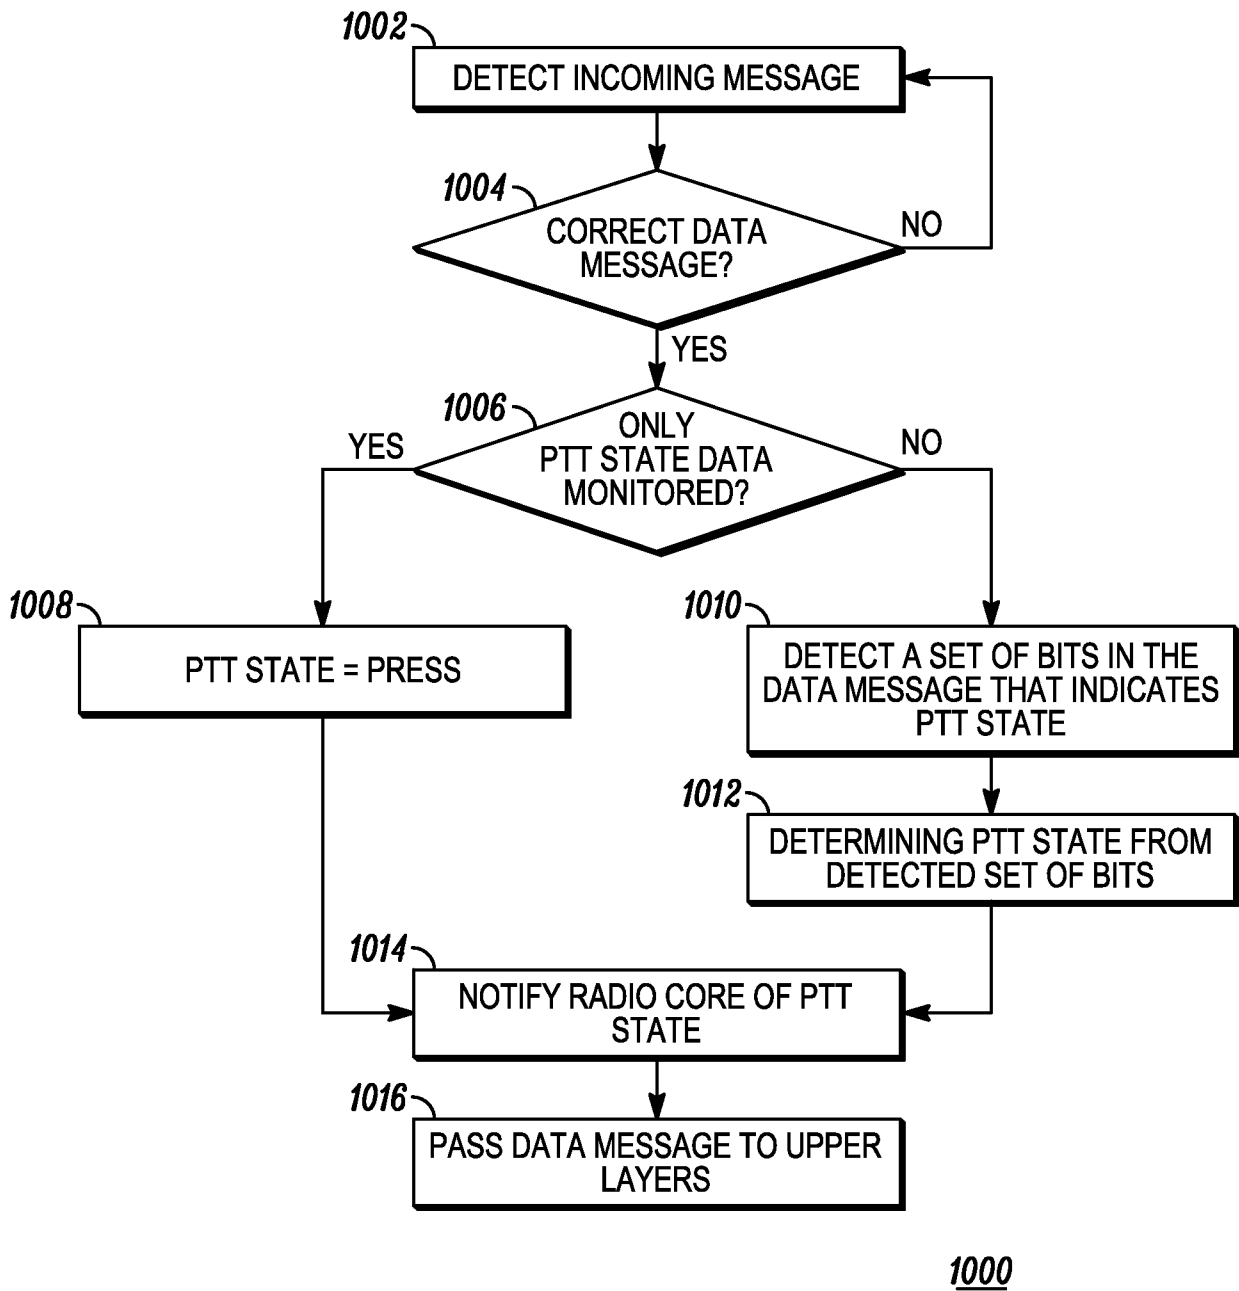 1002
DETECT INCOMING MESSAGE
1004
CORRECT DATA
MESSAGE?
NO
YES
1006
ONLY
PTT STATE DATA
MONITORED?
YES
NO
1008
PTT STATE = PRESS
1010
DETECT A SET OF BITS IN THE
DATA MESSAGE THAT INDICATES
PTT STATE
1012
DETERMINING PTT STATE FROM
DETECTED SET OF BITS
1014
NOTIFY RADIO CORE OF PTT
STATE
1016
PASS DATA MESSAGE TO UPPER
LAYERS
1000